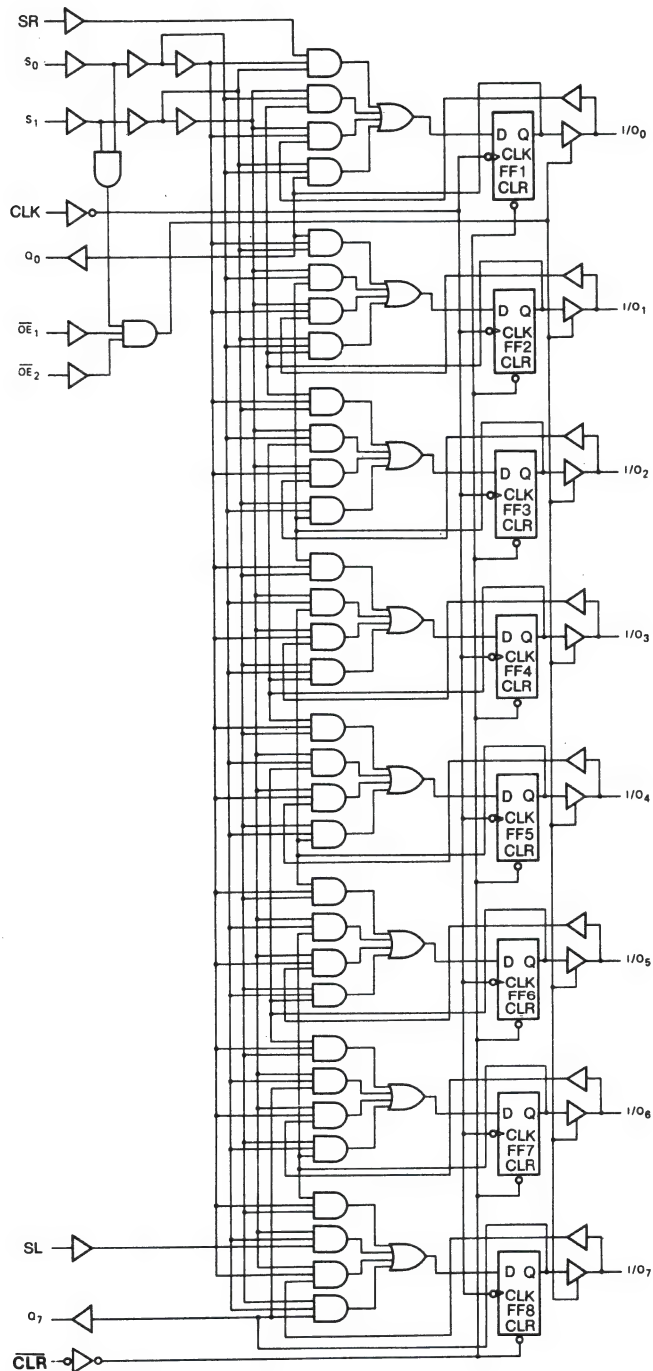 SR
S0
S1
CLK
Q0
OE1
OE2
D Q
CLK
FF1
CLR
I/O0
D Q
CLK
FF2
CLR
I/O1
D Q
CLK
FF3
CLR
I/O2
D Q
CLK
FF4
CLR
I/O3
D Q
CLK
FF5
CLR
I/O4
D Q
CLK
FF6
CLR
I/O5
D Q
CLK
FF7
CLR
I/O6
SL
D Q
CLK
FF8
CLR
I/O7
Q7
CLR